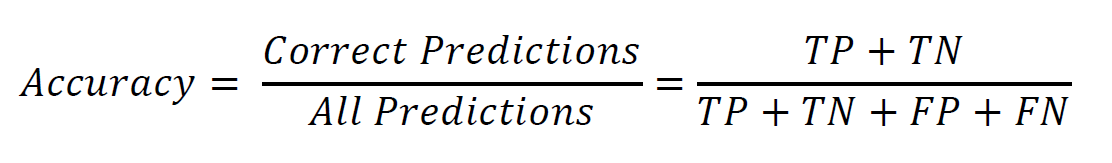 Accuracy = Correct Predictions / All Predictions = TP + TN / TP + TN + FP + FN